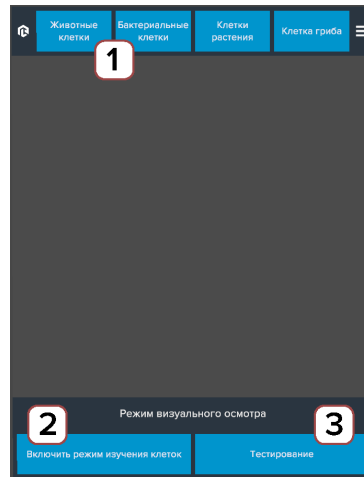 Животные
клетки
Бактериальные
клетки
Клетки
растения
Клетка гриба
1
Режим визуального осмотра
2
3
Включить режим изучения клеток
Тестирование